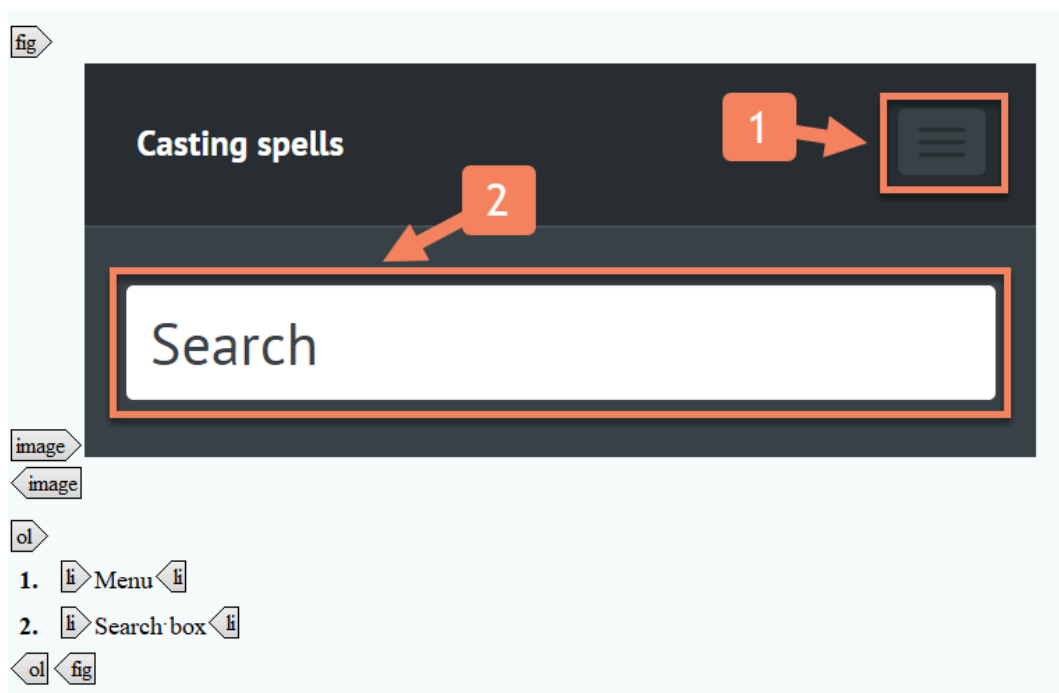 fig
Casting spells
1
2
Search
image
image
ol
1. li Menu li
2. li Search box li
ol fig